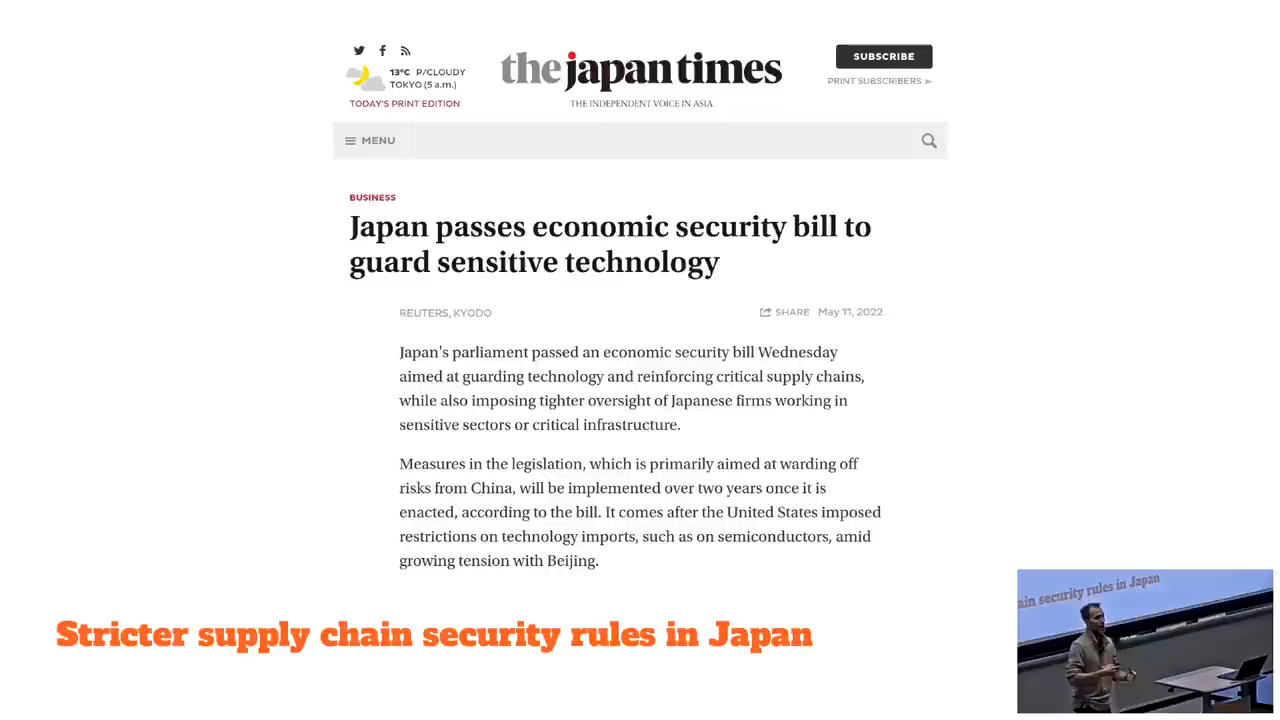 13°C P/CLOUDY
TOKYO (5 a.m.)
TODAY'S PRINT EDITION
the japan times
THE INDEPENDENT VOICE IN ASIA
SUBSCRIBE
PRINT SUBSCRIBERS ➢
MENU
BUSINESS
Japan passes economic security bill to
guard sensitive technology
REUTERS, KYODO
SHARE May 11, 2022
Japan's parliament passed an economic security bill Wednesday
aimed at guarding technology and reinforcing critical supply chains,
while also imposing tighter oversight of Japanese firms working in
sensitive sectors or critical infrastructure.
Measures in the legislation, which is primarily aimed at warding off
risks from China, will be implemented over two years once it is
enacted, according to the bill. It comes after the United States imposed
restrictions on technology imports, such as on semiconductors, amid
growing tension with Beijing.
Stricter supply chain security rules in Japan
ain security rules in Japan